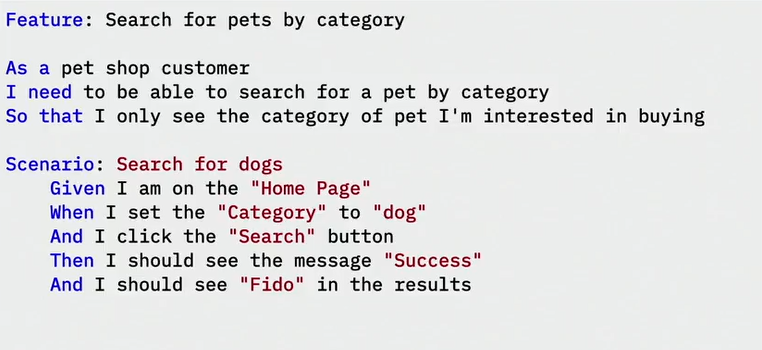 Feature: Search for pets by category
As a pet shop customer
I need to be able to search for a pet by category
So that I only see the category of pet I'm interested in buying
Scenario: Search for dogs
Given I am on the "Home Page"
When I set the "Category" to "dog"
And I click the "Search" button
Then I should see the message "Success"
And I should see "Fido" in the results